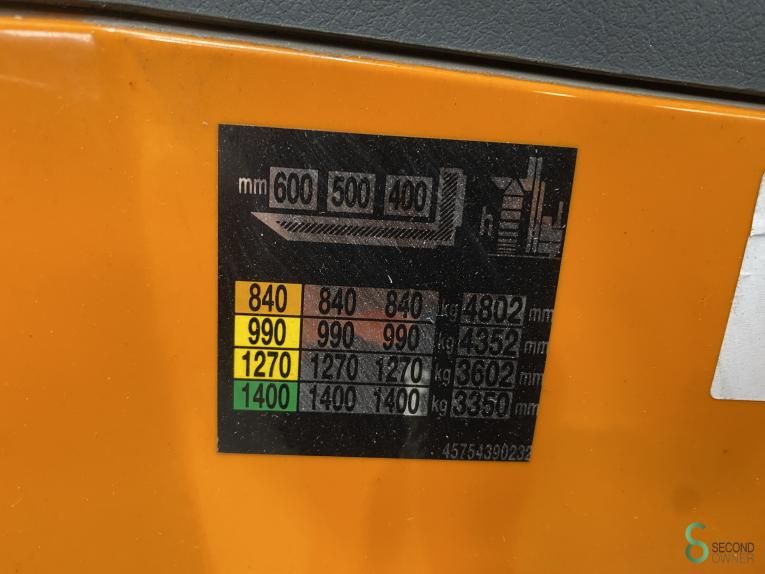 mm 600 500 400
h
840 840 840 kg 4802 mm
990 990 990 kg 4352 mm
1270 1270 1270 kg 3602 mm
1400 1400 1400 kg 3350 mm
45754390232
SECOND
OWNER